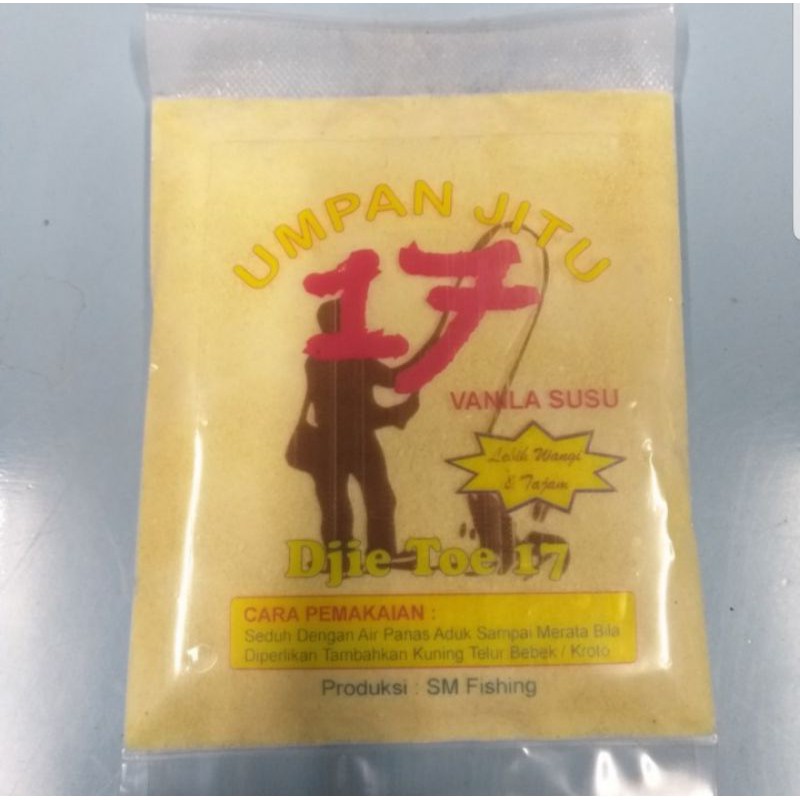 UMPAN JITU
17
VANILA SUSU
Lebih Wangi
& Tajam
Djie Toe 17
CARA PEMAKAIAN :
Seduh Dengan Air Panas Aduk Sampai Merata Bila
Diperlikan Tambahkan Kuning Telur Bebek / Kroto
Produksi : SM Fishing